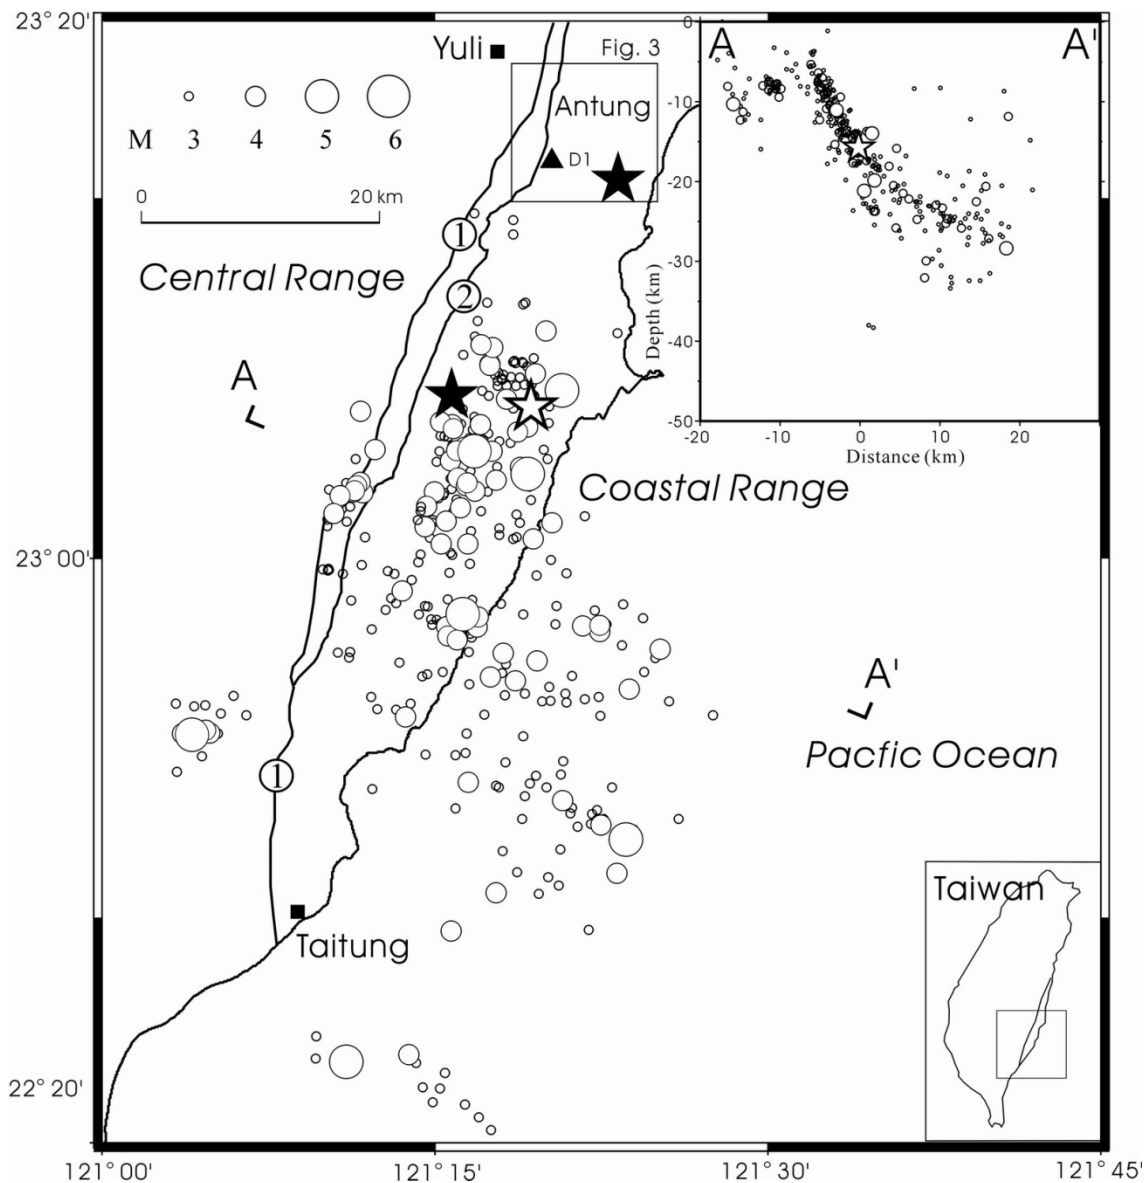 23° 20'
Yuli
Fig. 3
Antung
D1
M 3 4 5 6
0 20 km
1
Central Range
2
A
A A'
0
-10
-20
-30
-40
-50
Depth (km)
-20 -10 0 10 20
Distance (km)
Coastal Range
23° 00'
A'
Pacfic Ocean
1
Taitung
Taiwan
22° 20'
121° 00' 121° 15' 121° 30' 121° 45'